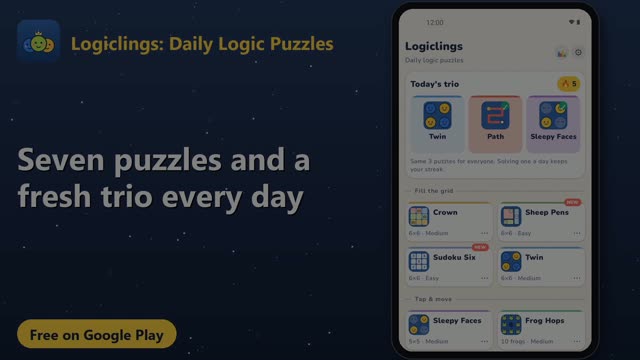 Logiclings: Daily Logic Puzzles
Seven puzzles and a
fresh trio every day
Free on Google Play
12:00
Logiclings
Daily logic puzzles
Today's trio
5
Twin
Path
Sleepy Faces
Same 3 puzzles for everyone. Solving one a day keeps
your streak.
Fill the grid
NEW
Crown
Sheep Pens
6×6 · Medium
6×6 · Easy
NEW
Sudoku Six
Twin
6×6 · Easy
6×6 · Medium
Tap & move
Sleepy Faces
Frog Hops
5×5 · Medium
10 frogs · Medium